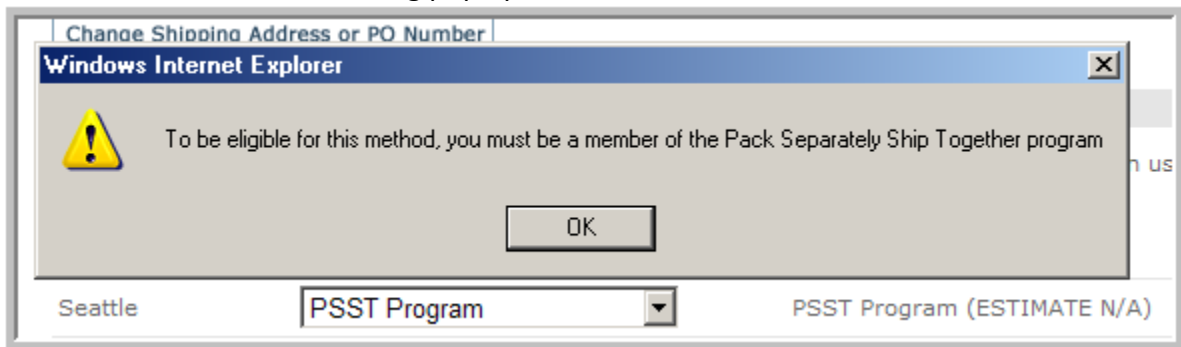 Change Shipping Address or PO Number
Windows Internet Explorer
To be eligible for this method, you must be a member of the Pack Separately Ship Together program
us
OK
Seattle PSST Program PSST Program (ESTIMATE N/A)